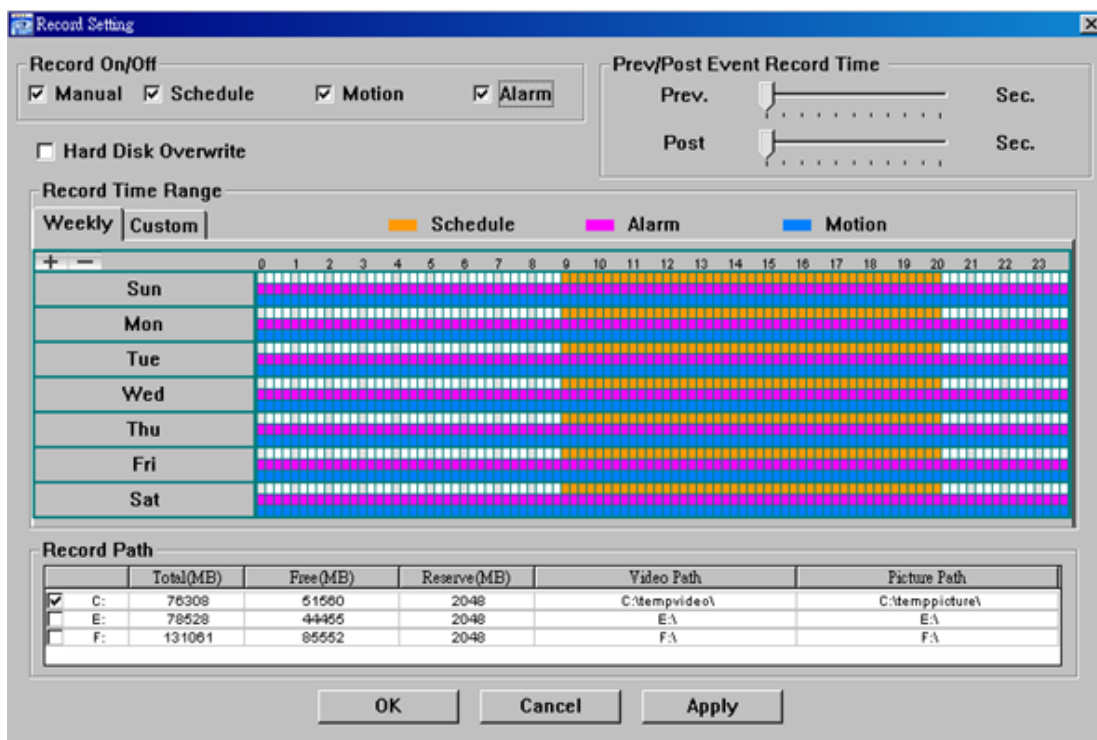 Record Setting
Record On/Off
Manual Schedule Motion Alarm
Prev/Post Event Record Time
Prev. Sec.
Post Sec.
Hard Disk Overwrite
Record Time Range
Weekly Custom
Schedule Alarm Motion
+ - 0 1 2 3 4 5 6 7 8 9 10 11 12 13 14 15 16 17 18 19 20 21 22 23
Sun
Mon
Tue
Wed
Thu
Fri
Sat
Record Path
Total(MB) Free(MB) Reserve(MB) Video Path Picture Path
C: 76308 51560 2048 C:\tempvideo\ C:\temppicture\
E: 78528 44455 2048 E:\ E:\
F: 131061 85552 2048 F:\ F:\
OK Cancel Apply